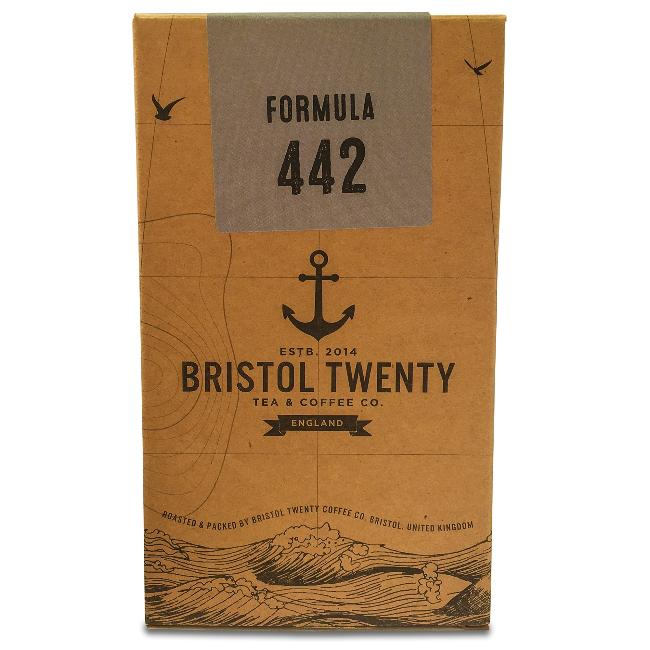 FORMULA
442
ESTB. 2014
BRISTOL TWENTY
TEA & COFFEE CO.
ENGLAND
ROASTED & PACKED BY BRISTOL TWENTY COFFEE CO. BRISTOL. UNITED KINGDOM